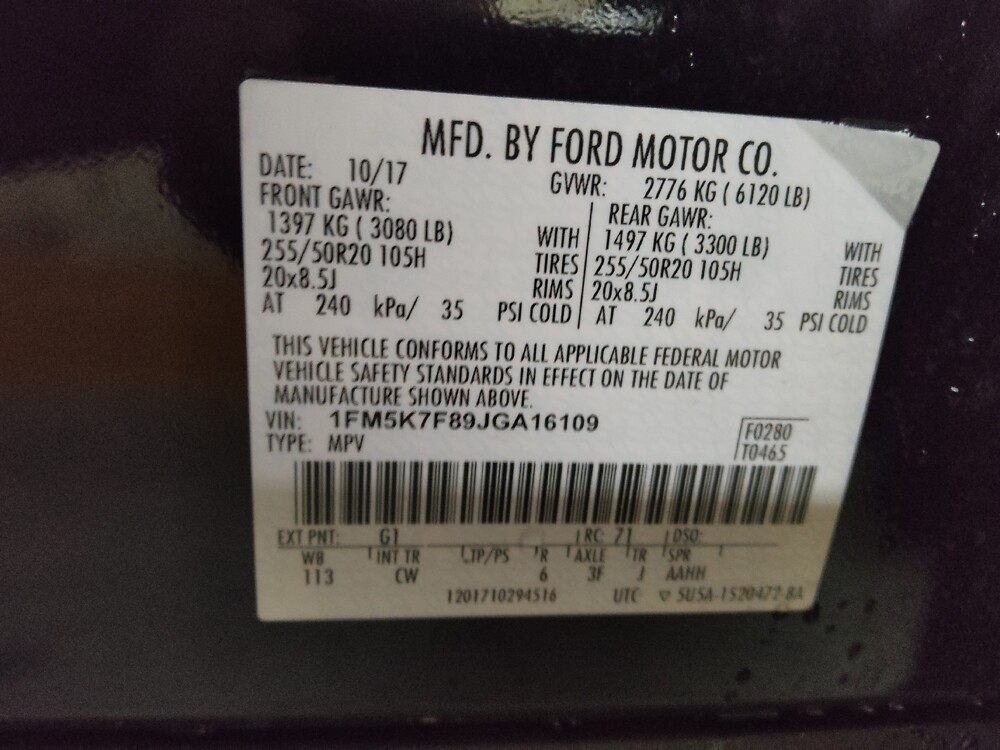 MFD. BY FORD MOTOR CO.
DATE: 10/17 GVWR: 2776 KG ( 6120 LB)
FRONT GAWR: REAR GAWR:
1397 KG ( 3080 LB) WITH 1497 KG ( 3300 LB) WITH
255/50R20 105H TIRES 255/50R20 105H TIRES
20x8.5J RIMS 20x8.5J RIMS
AT 240 kPa/ 35 PSI COLD AT 240 kPa/ 35 PSI COLD
THIS VEHICLE CONFORMS TO ALL APPLICABLE FEDERAL MOTOR
VEHICLE SAFETY STANDARDS IN EFFECT ON THE DATE OF
MANUFACTURE SHOWN ABOVE.
VIN: 1FM5K7F89JGA16109
TYPE: MPV
F0280
T0465
EXT PNT: G1 RC: 71 DSO:
WB INT TR TP/PS R AXLE TR SPR
113 CW 6 3F J AAHH
1201710294516 UTC ▽ 5USA-1520472-BA